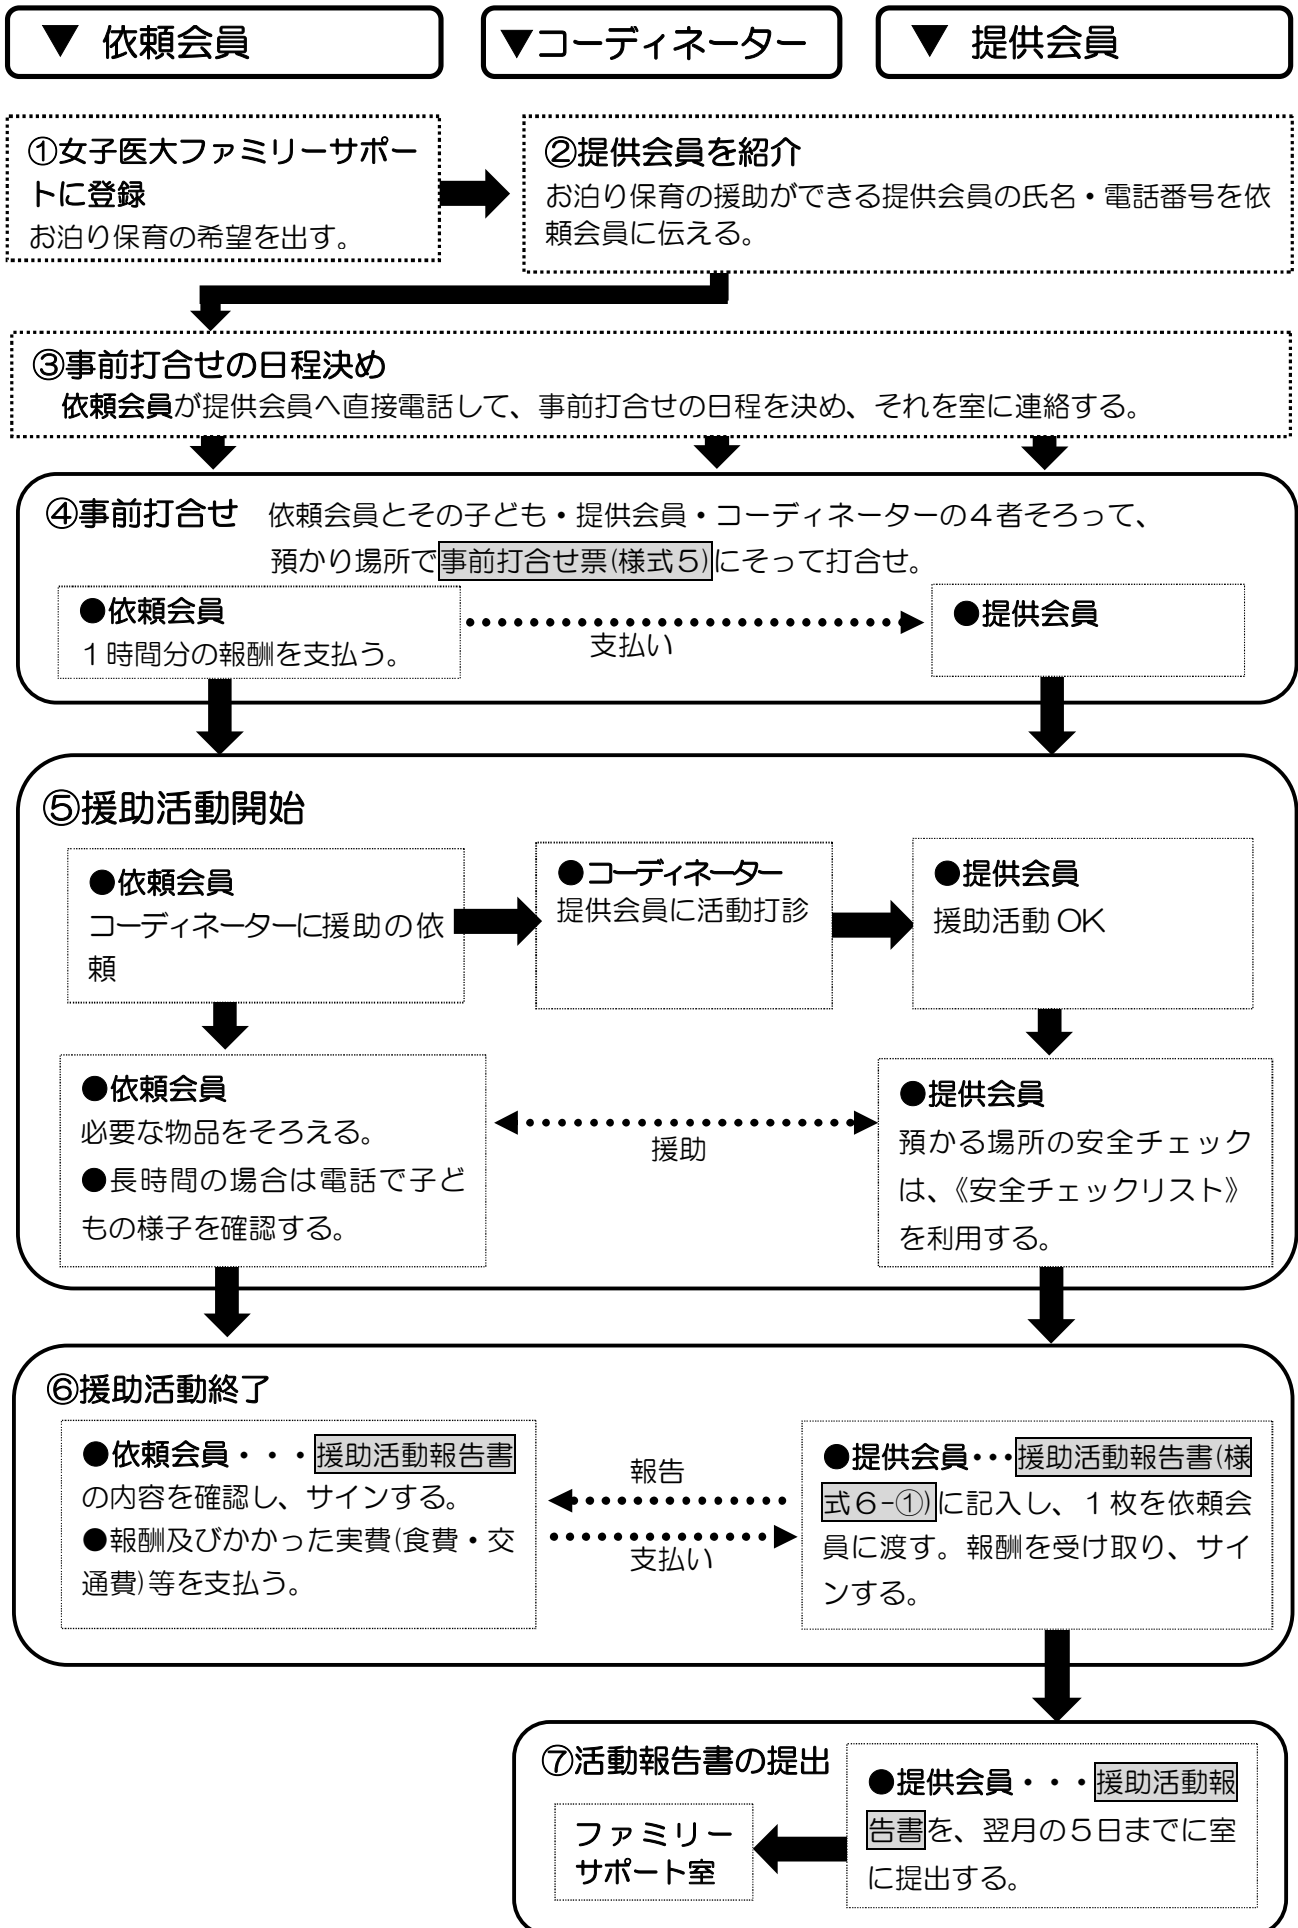 ▼ 依頼会員
▼コーディネーター
▼ 提供会員
①女子医大ファミリーサポー
トに登録
お泊り保育の希望を出す。
②提供会員を紹介
お泊り保育の援助ができる提供会員の氏名・電話番号を依
頼会員に伝える。
③事前打合せの日程決め
依頼会員が提供会員へ直接電話して、事前打合せの日程を決め、それを室に連絡する。
④事前打合せ 依頼会員とその子ども・提供会員・コーディネーターの４者そろって、
預かり場所で事前打合せ票(様式５)にそって打合せ。
●依頼会員
１時間分の報酬を支払う。
支払い
●提供会員
⑤援助活動開始
●依頼会員
コーディネーターに援助の依
頼
●コーディネーター
提供会員に活動打診
●提供会員
援助活動 OK
●依頼会員
必要な物品をそろえる。
●長時間の場合は電話で子ど
もの様子を確認する。
援助
●提供会員
預かる場所の安全チェック
は、《安全チェックリスト》
を利用する。
⑥援助活動終了
●依頼会員・・・援助活動報告書
の内容を確認し、サインする。
●報酬及びかかった実費(食費・交
通費)等を支払う。
報告
支払い
●提供会員･･･援助活動報告書(様
式６-①)に記入し、１枚を依頼会
員に渡す。報酬を受け取り、サイ
ンする。
⑦活動報告書の提出
ファミリー
サポート室
●提供会員・・・援助活動報
告書を、翌月の５日までに室
に提出する。